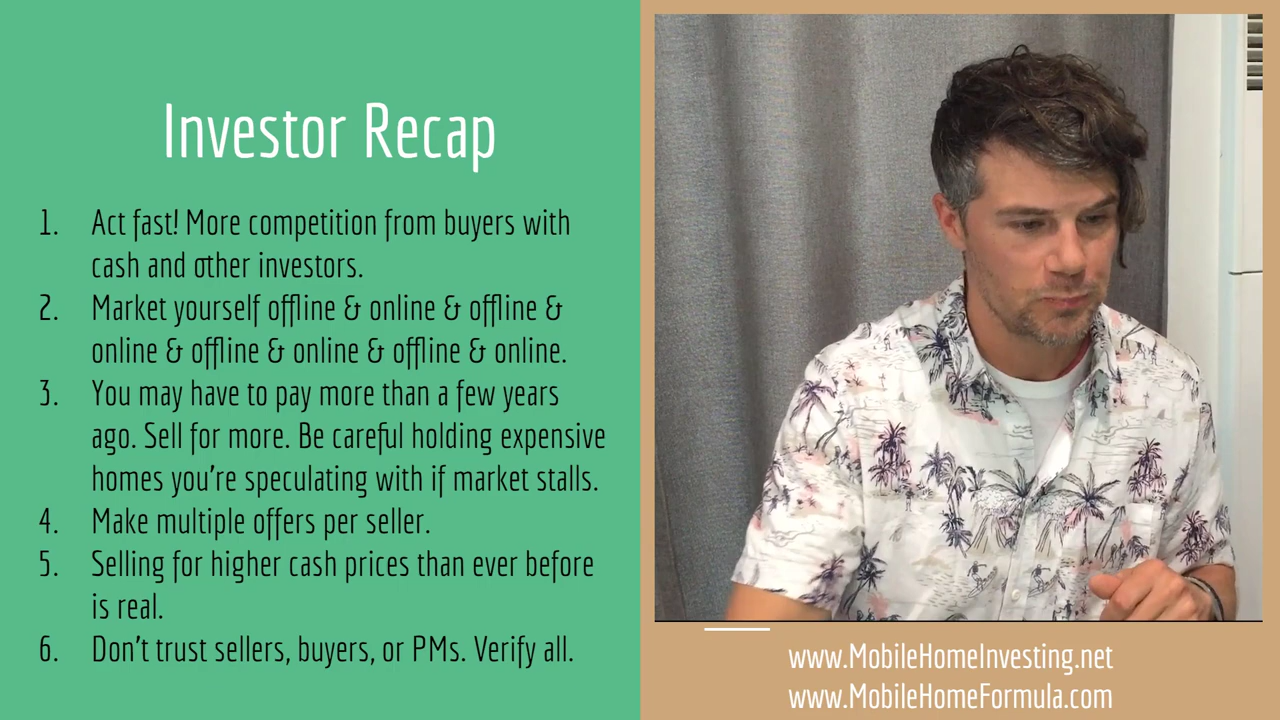 Investor Recap
1. Act fast! More competition from buyers with
cash and other investors.
2. Market yourself offline & online & offline &
online & offline & online & offline & online.
3. You may have to pay more than a few years
ago. Sell for more. Be careful holding expensive
homes you're speculating with if market stalls.
4. Make multiple offers per seller.
5. Selling for higher cash prices than ever before
is real.
6. Don't trust sellers, buyers, or PMs. Verify all.
www.MobileHomeInvesting.net
www.MobileHomeFormula.com